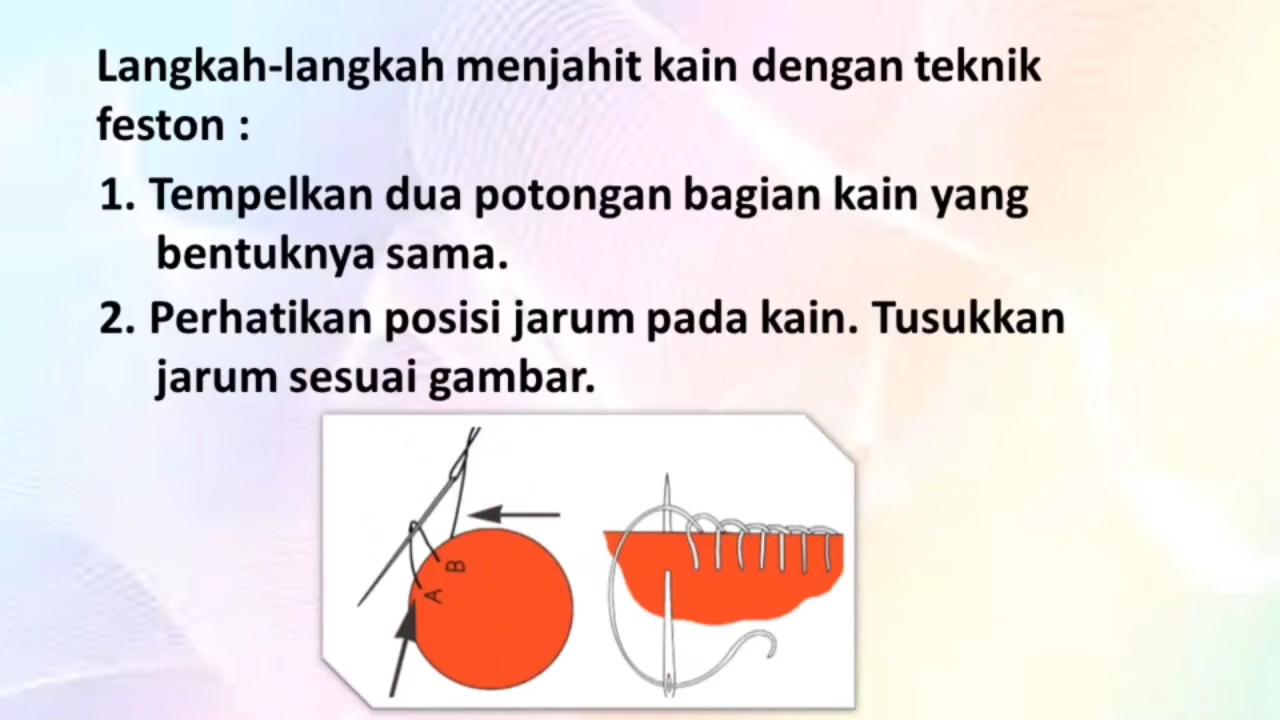 Langkah-langkah menjahit kain dengan teknik
feston :
1. Tempelkan dua potongan bagian kain yang
bentuknya sama.
2. Perhatikan posisi jarum pada kain. Tusukkan
jarum sesuai gambar.
B
A